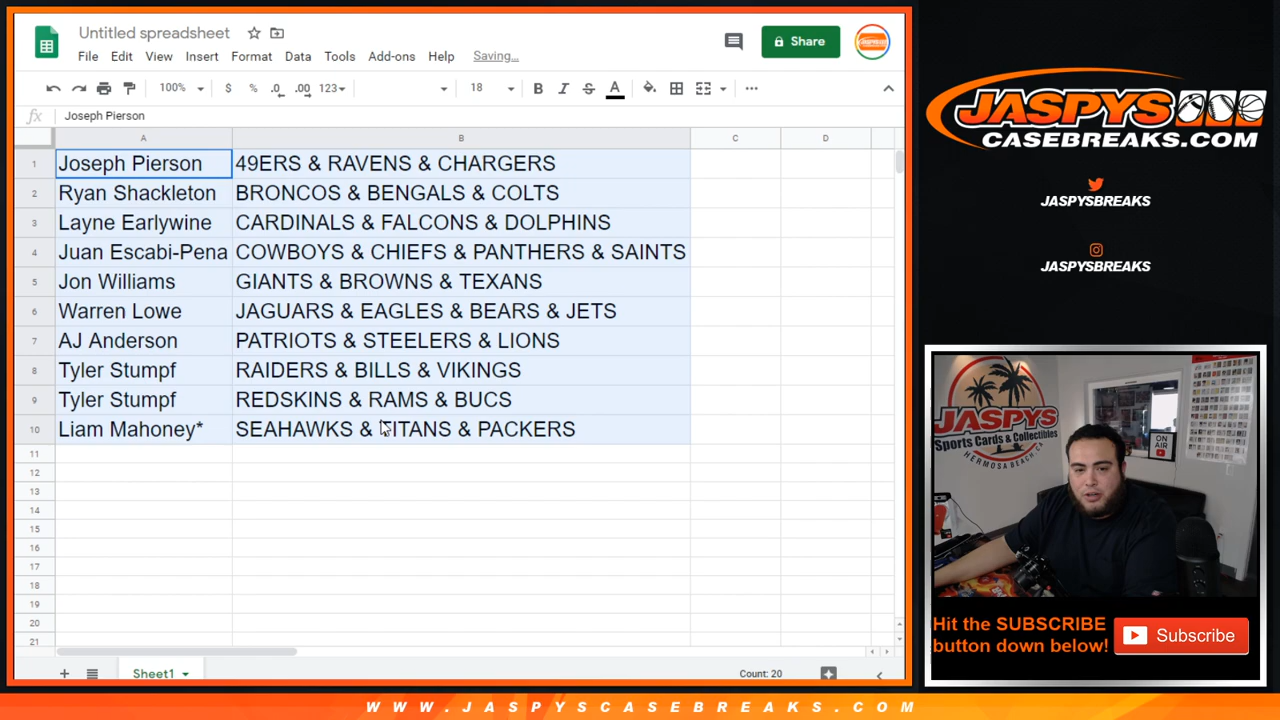 Untitled spreadsheet
File Edit View Insert Format Data Tools Add-ons Help Saving...
Share
100% $ % .0 .00 123 18 B I S A
fx Joseph Pierson
A B C D
1 Joseph Pierson 49ERS & RAVENS & CHARGERS
2 Ryan Shackleton BRONCOS & BENGALS & COLTS
3 Layne Earlywine CARDINALS & FALCONS & DOLPHINS
4 Juan Escabi-Pena COWBOYS & CHIEFS & PANTHERS & SAINTS
5 Jon Williams GIANTS & BROWNS & TEXANS
6 Warren Lowe JAGUARS & EAGLES & BEARS & JETS
7 AJ Anderson PATRIOTS & STEELERS & LIONS
8 Tyler Stumpf RAIDERS & BILLS & VIKINGS
9 Tyler Stumpf REDSKINS & RAMS & BUCS
10 Liam Mahoney* SEAHAWKS & TITANS & PACKERS
11
12
13
14
15
16
17
18
19
20
21
Sheet1
Count: 20
JASPYS
CASEBREAKS.COM
JASPYSBREAKS
JASPYSBREAKS
JASPYS
Sports Cards & Collectibles
HERMOSA BEACH, CA
ON
AIR
Hit the SUBSCRIBE
button down below!
Subscribe
WWW.JASPYSCASEBREAKS.COM